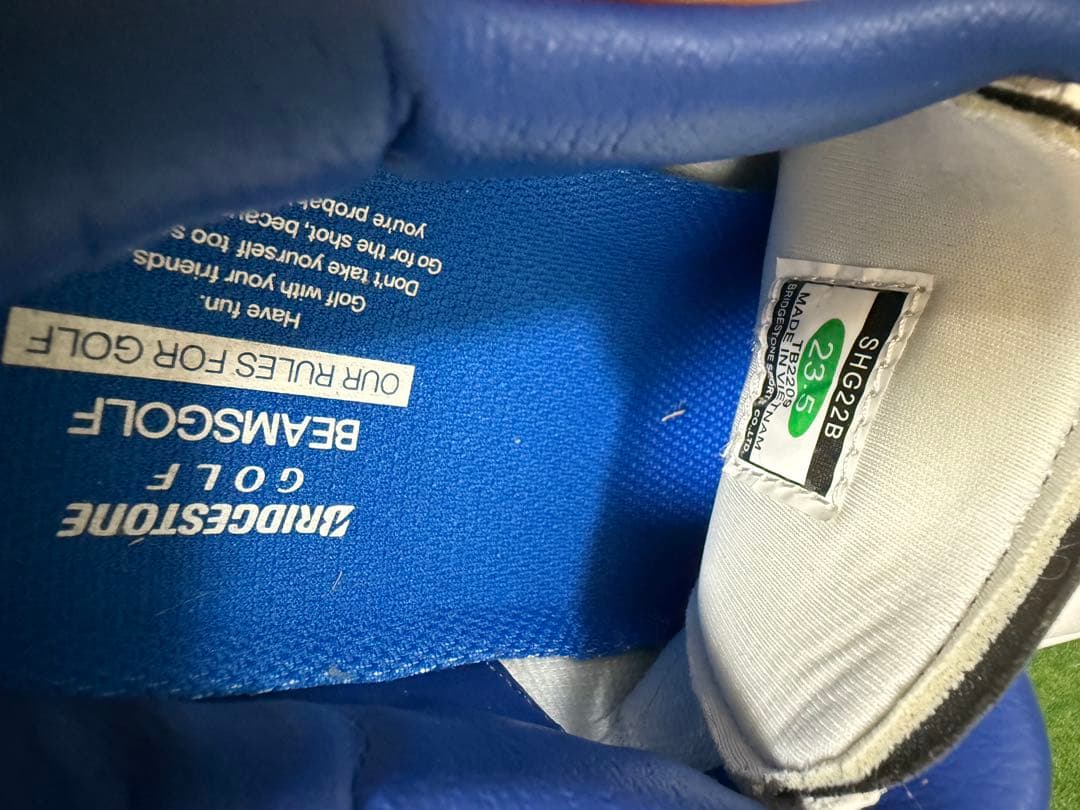 BRIDGESTONE
GOLF
BEAMSGOLF
OUR RULES FOR GOLF
Have fun.
Golf with your friends
Don't take yourself too s
Go for the shot, beca
you're probab
SHG22B
23.5
TB2209
MADE IN VIETNAM
BRIDGESTONE SPORTS CO.,LTD.